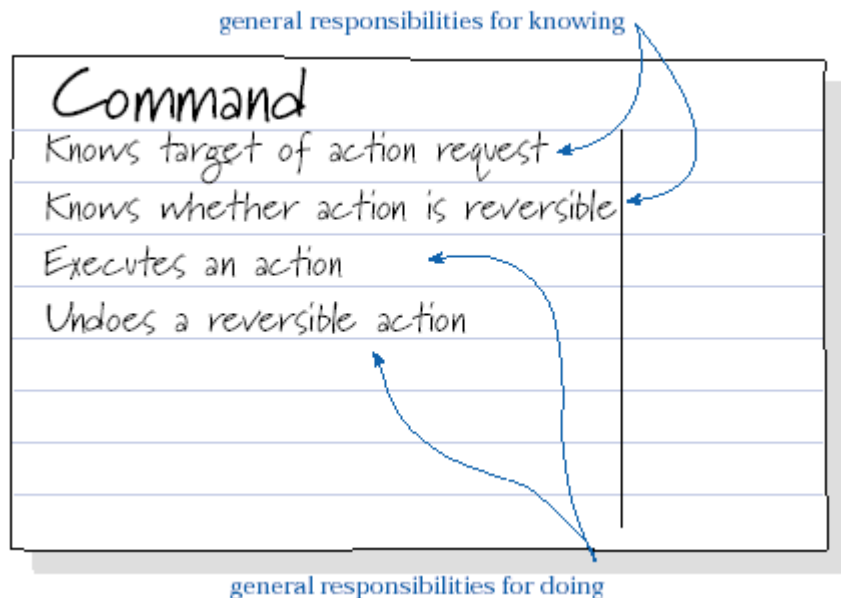 general responsibilities for knowing
Command
Knows target of action request
Knows whether action is reversible
Executes an action
Undoes a reversible action
general responsibilities for doing